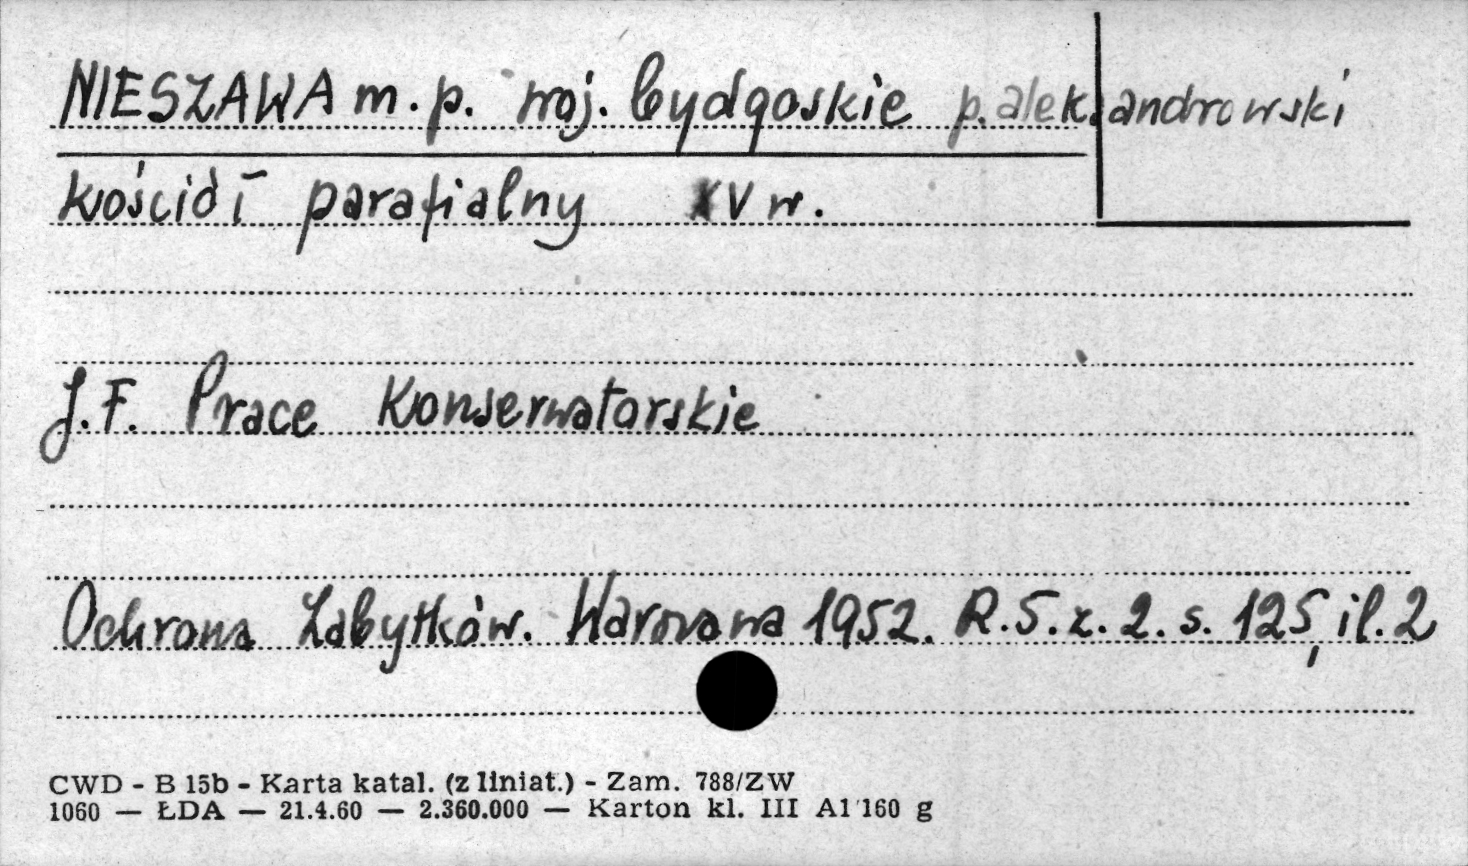 NIESZAWA m. p. woj. bydgoskie p. aleksandrowski
kościół parafialny XV w.
J. F. Prace Konserwatorskie
Ochrona Zabytków. Warszawa 1952. R. 5. z. 2. s. 125, il. 2
CWD - B 15b - Karta katal. (z liniat.) - Zam. 788/ZW
1060 — ŁDA — 21.4.60 — 2.360.000 — Karton kl. III A1 160 g